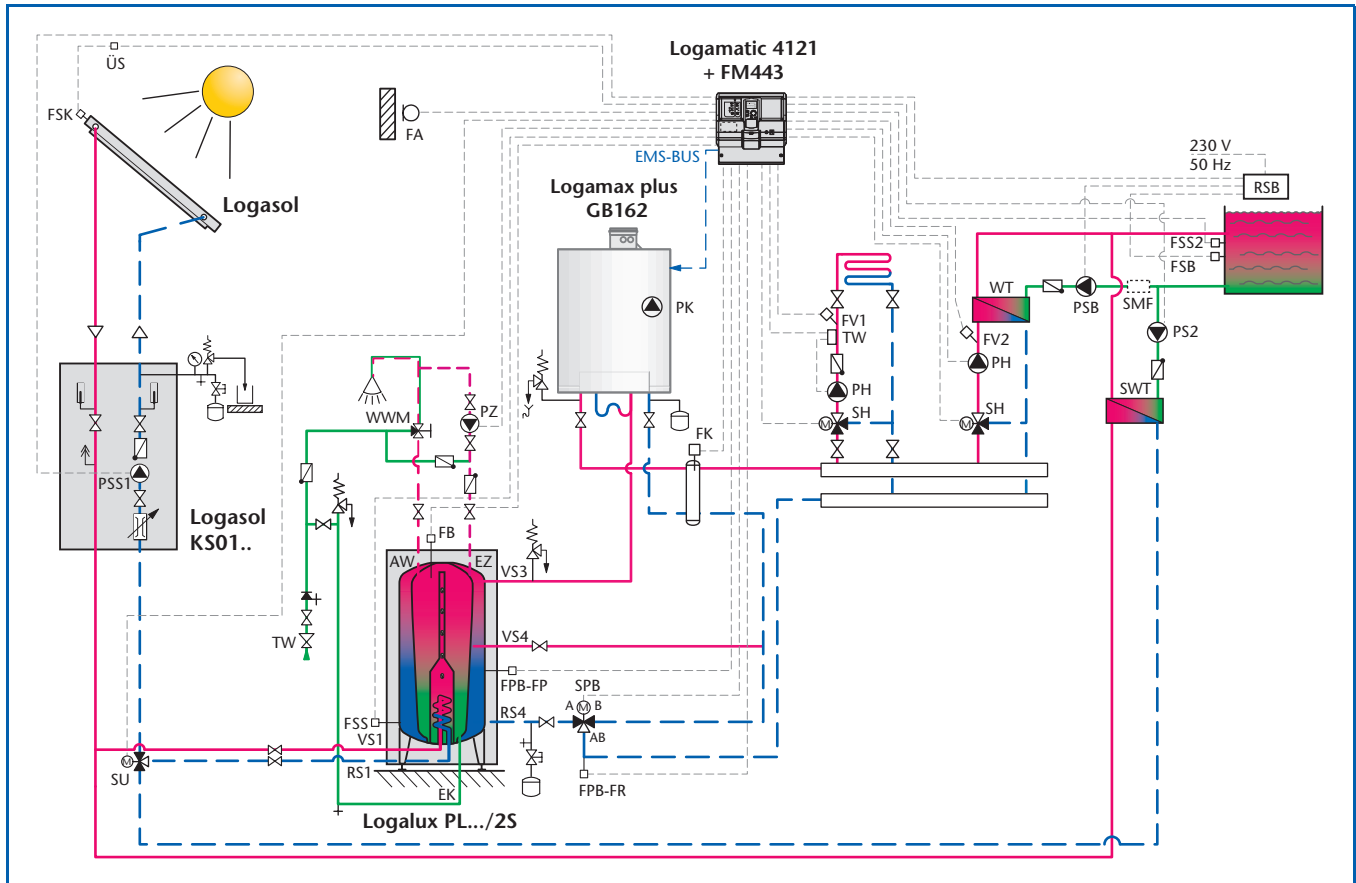 Logamatic 4121
+ FM443
ÜS
FSK
FA
EMS-BUS
230 V
50 Hz
RSB
Logamax plus
GB162
Logasol
FSS2
FSB
WT
PSB
SMF
PS2
PK
FV1
TW
FV2
PH
PH
SWT
SH
SH
M
M
WWM
PZ
FK
PSS1
Logasol
KS01..
FB
AW
EZ
VS3
TW
VS4
FPB-FP
SPB
A
M
B
AB
RS4
FSS
VS1
M
SU
RS1
EK
FPB-FR
Logalux PL.../2S